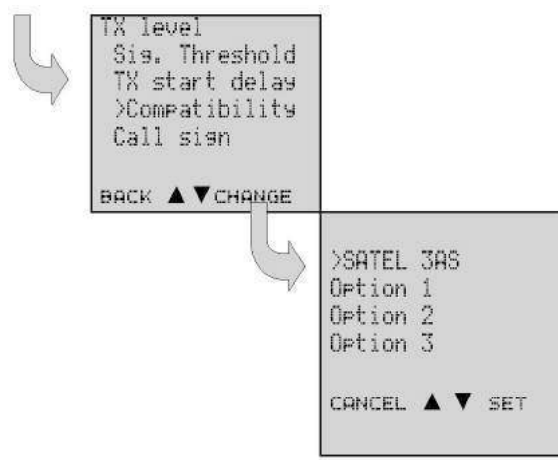 TX level
Sig. Threshold
TX start delay
>Compatibility
Call sign
BACK ▲ ▼ CHANGE
>SATEL 3AS
Option 1
Option 2
Option 3
CANCEL ▲ ▼ SET